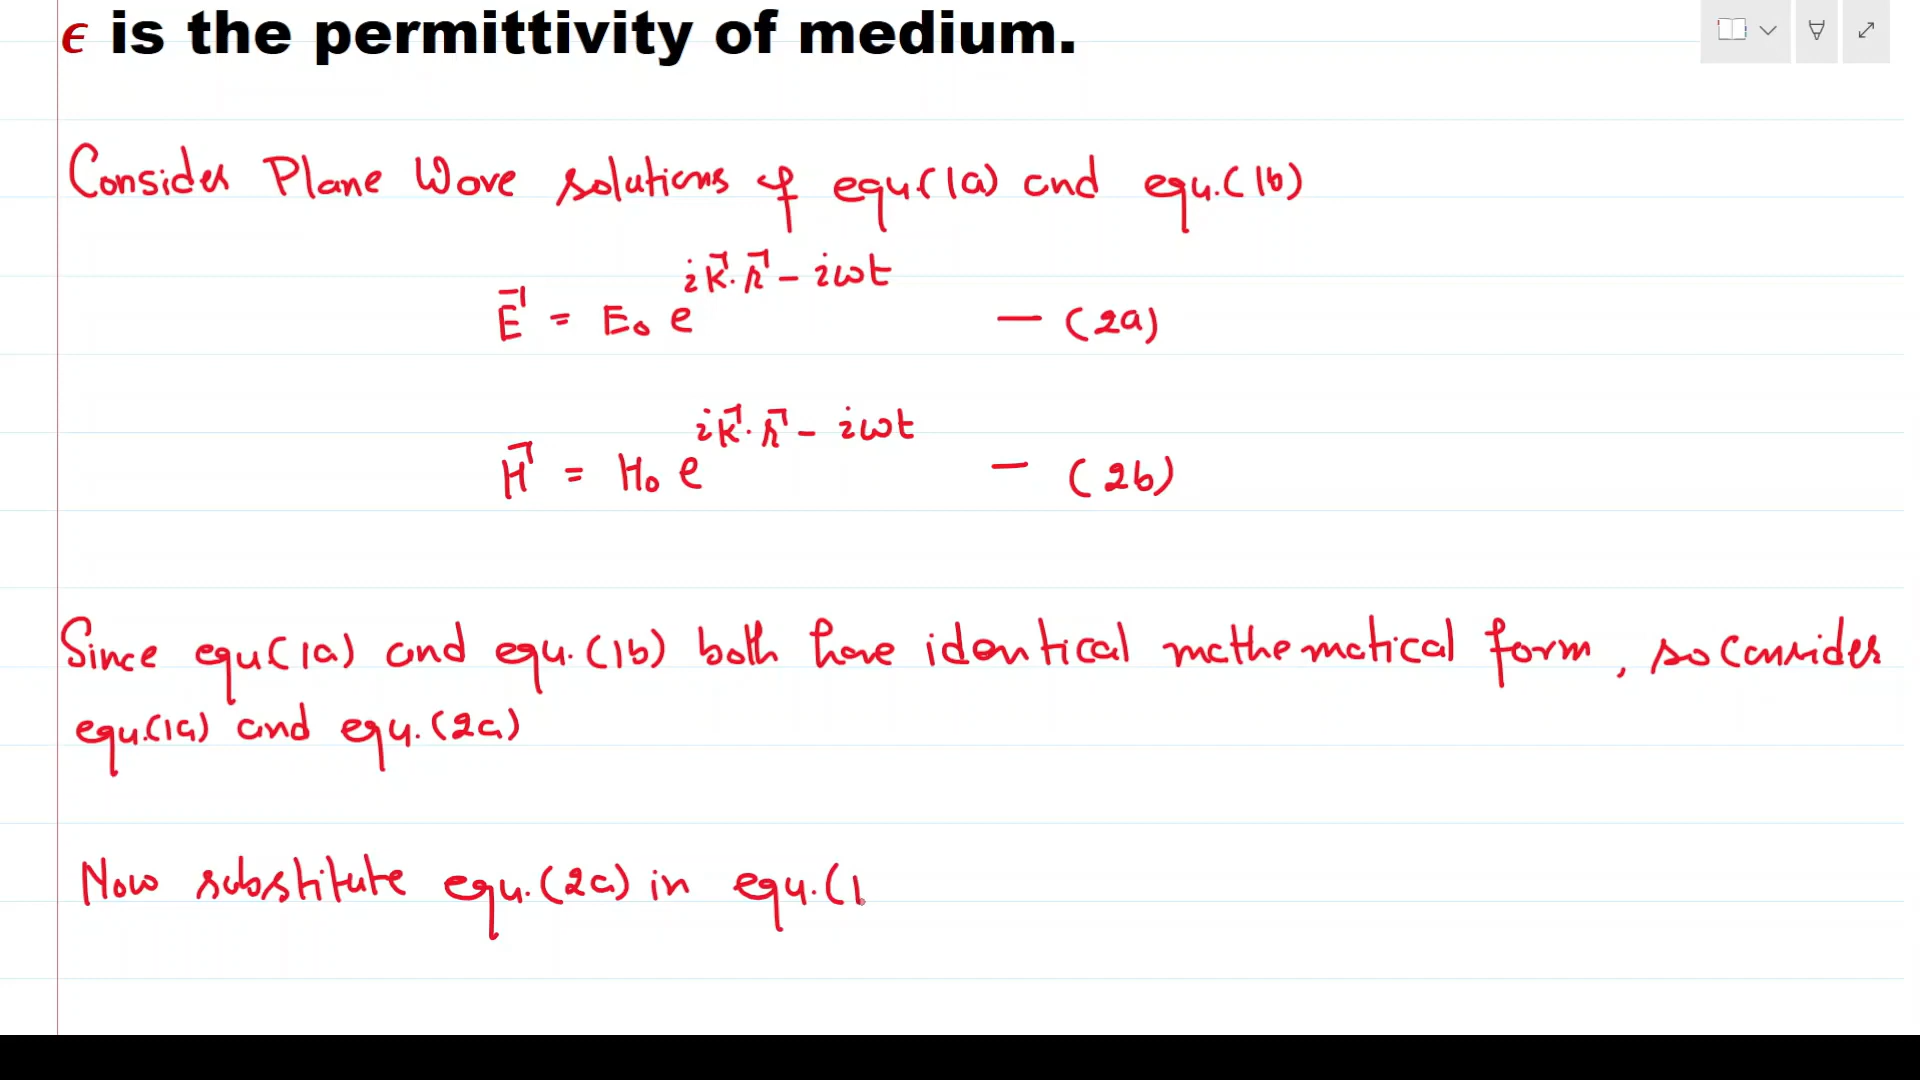 ϵ is the permittivity of medium.
Consider Plane Wave solutions of equ.(1a) and equ.(1b)
E⃗ = E₀ e^{i k⃗·r⃗ - iωt} — (2a)
H⃗ = H₀ e^{i k⃗·r⃗ - iωt} — (2b)
Since equ.(1a) and equ.(1b) both have identical mathematical form, so consider
equ.(1a) and equ.(2a)
Now substitute equ.(2a) in equ.(1